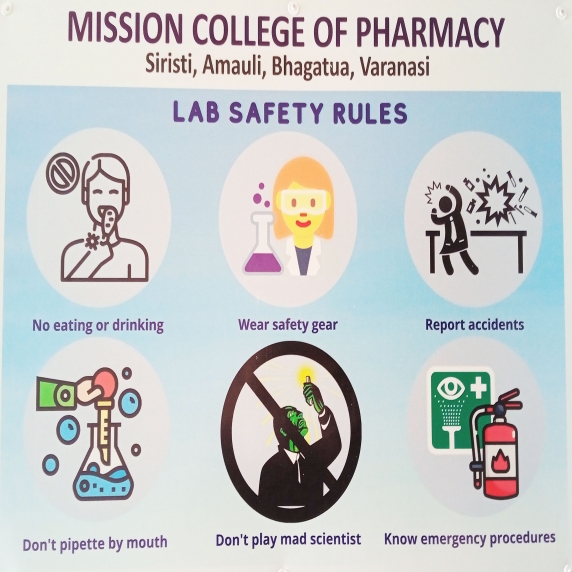 MISSION COLLEGE OF PHARMACY
Siristi, Amauli, Bhagatua, Varanasi
LAB SAFETY RULES
No eating or drinking
Wear safety gear
Report accidents
Don't pipette by mouth
Don't play mad scientist
Know emergency procedures